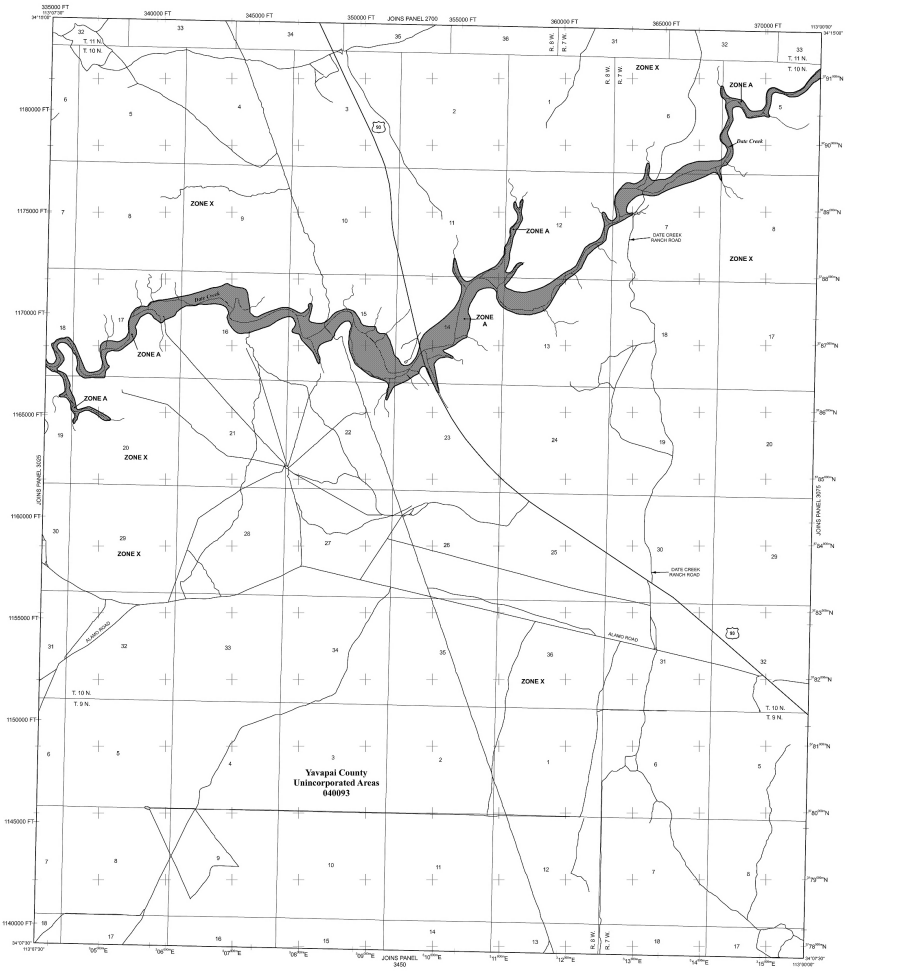 335000 FT
113°07'30"
34°15'00"
340000 FT
345000 FT
350000 FT
JOINS PANEL 2700
355000 FT
360000 FT
365000 FT
370000 FT
113°00'00"
34°15'00"
32
33
34
35
36
31
32
33
T. 11 N.
T. 10 N.
R. 8 W.
R. 7 W.
R. 8 W.
R. 7 W.
T. 11 N.
T. 10 N.
ZONE X
ZONE A
6
5
4
3
2
1
6
5
1180000 FT
93
Date Creek
1175000 FT
7
8
ZONE X
9
10
11
12
ZONE A
DATE CREEK
RANCH ROAD
7
8
ZONE X
1170000 FT
18
17
Date Creek
16
15
14
ZONE
A
13
18
17
ZONE A
ZONE A
1165000 FT
19
20
ZONE X
21
22
23
24
19
20
JOINS PANEL 3025
JOINS PANEL 3075
1160000 FT
30
29
ZONE X
28
27
26
25
30
29
DATE CREEK
RANCH ROAD
1155000 FT
ALAMO ROAD
ALAMO ROAD
93
31
32
33
34
35
36
31
32
ZONE X
T. 10 N.
T. 9 N.
T. 10 N.
T. 9 N.
1150000 FT
6
5
4
3
2
1
6
5
Yavapai County
Unincorporated Areas
040093
1145000 FT
7
8
9
10
11
12
7
8
1140000 FT
18
17
16
15
14
13
18
17
R. 8 W.
R. 7 W.
34°07'30"
113°07'30"
JOINS PANEL
3450
34°07'30"
113°00'00"